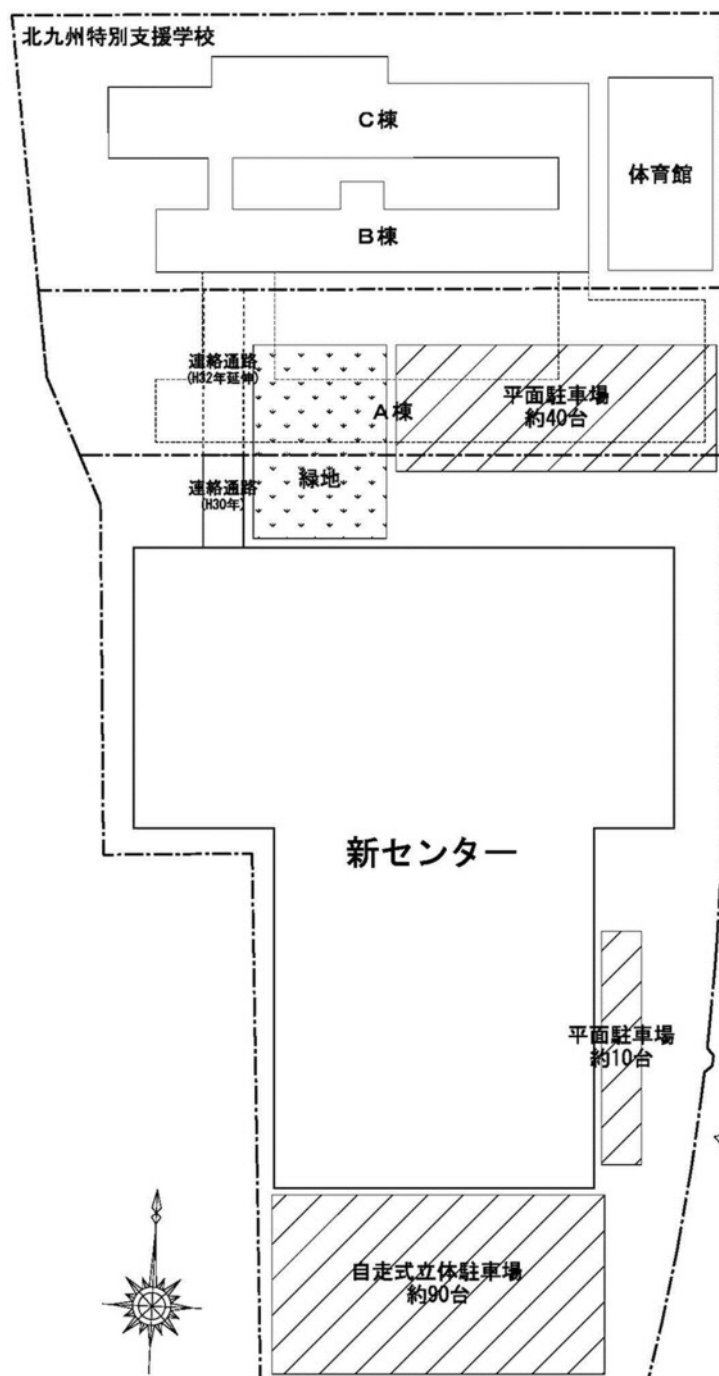 北九州特別支援学校
C棟
体育館
B棟
連絡通路
(H32年延伸)
A棟
平面駐車場
約40台
緑地
連絡通路
(H30年)
新センター
平面駐車場
約10台
自走式立体駐車場
約90台